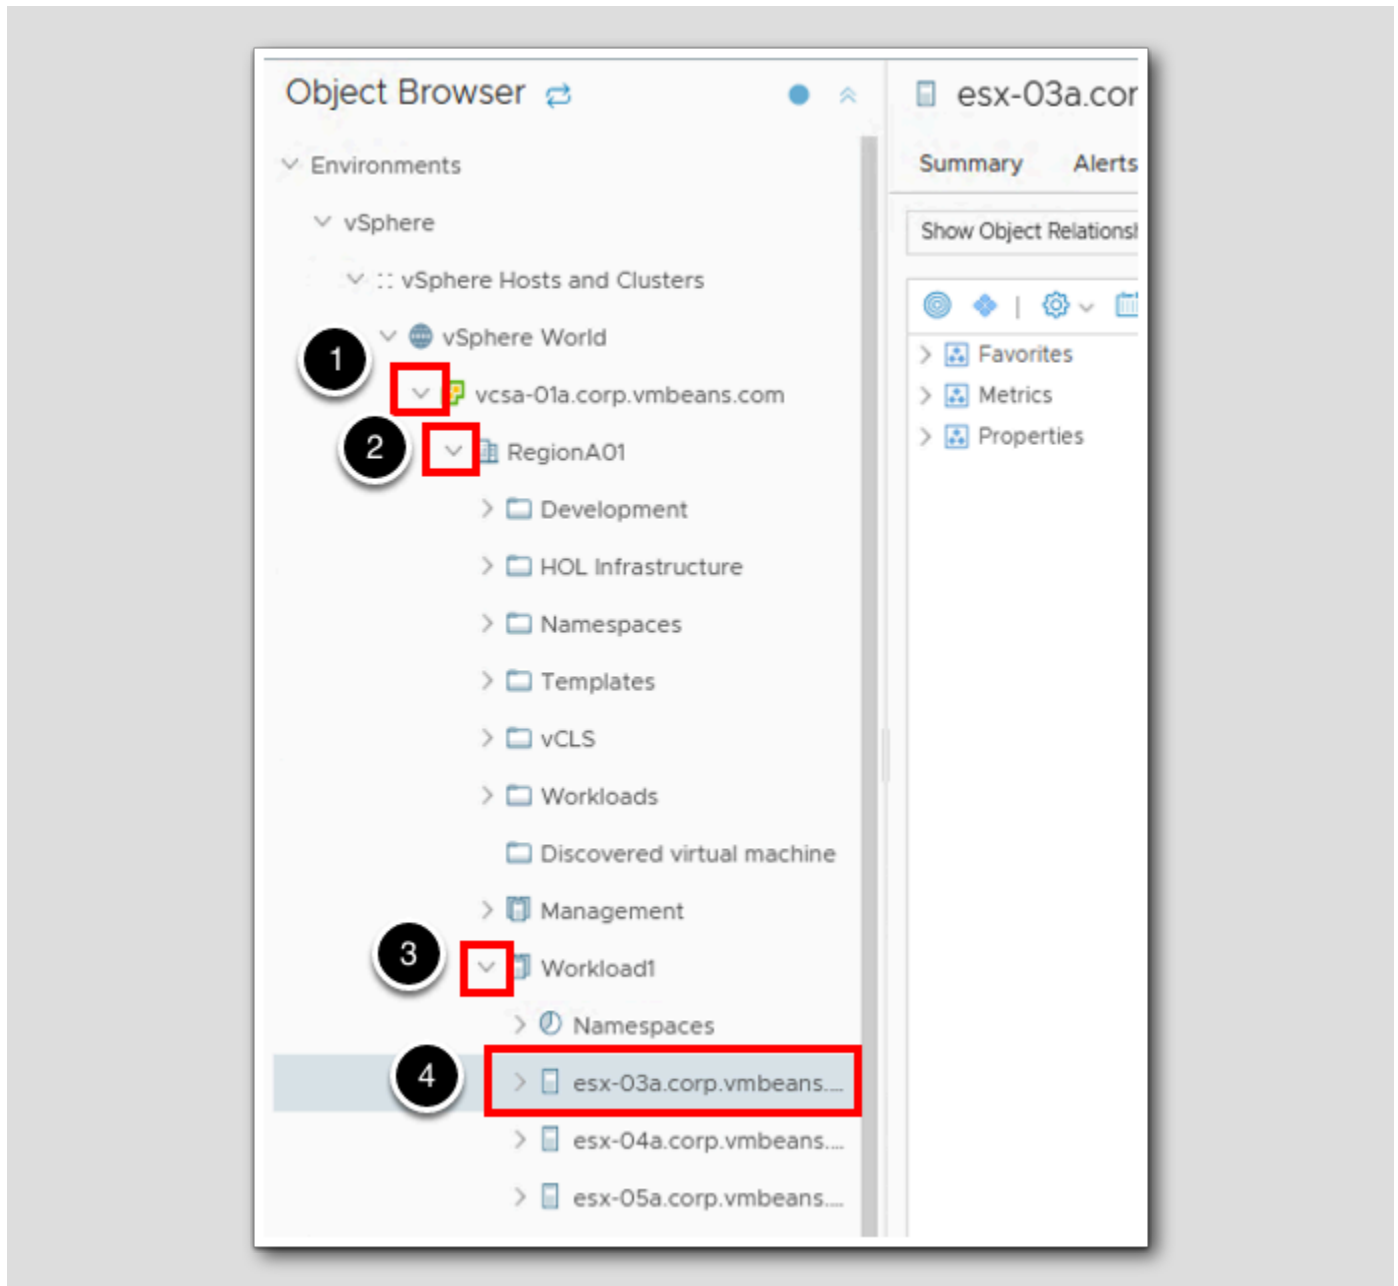 Object Browser
Environments
vSphere
vSphere Hosts and Clusters
vSphere World
1
vcsa-01a.corp.vmbeans.com
2
RegionA01
Development
HOL Infrastructure
Namespaces
Templates
vCLS
Workloads
Discovered virtual machine
Management
3
Workload1
Namespaces
4
esx-03a.corp.vmbeans....
esx-04a.corp.vmbeans....
esx-05a.corp.vmbeans....
esx-03a.cor
Summary Alerts
Show Object Relations
Favorites
Metrics
Properties